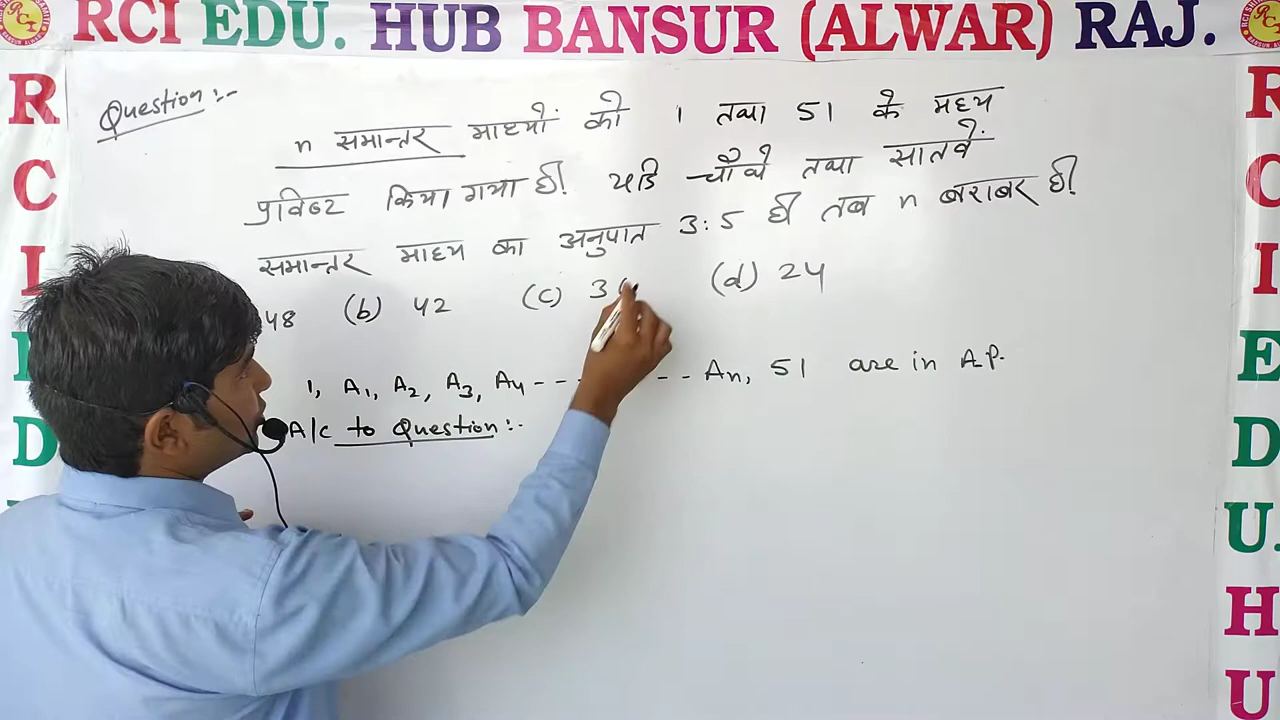 RCI EDU. HUB BANSUR (ALWAR) RAJ.
Question :-
n समान्तर माध्यों को 1 तथा 51 के मध्य
प्रविष्ट किया गया है। यदि चौथे तथा सातवें
समान्तर माध्य का अनुपात 3:5 है तब n बराबर है।
48 (b) 42 (c) (d) 24
1, A1, A2, A3, A4 - - - - - An, 51 are in A.P.
A/c to Question :-
R
C
I
E
D
R
C
I
E
D
U.
H
U